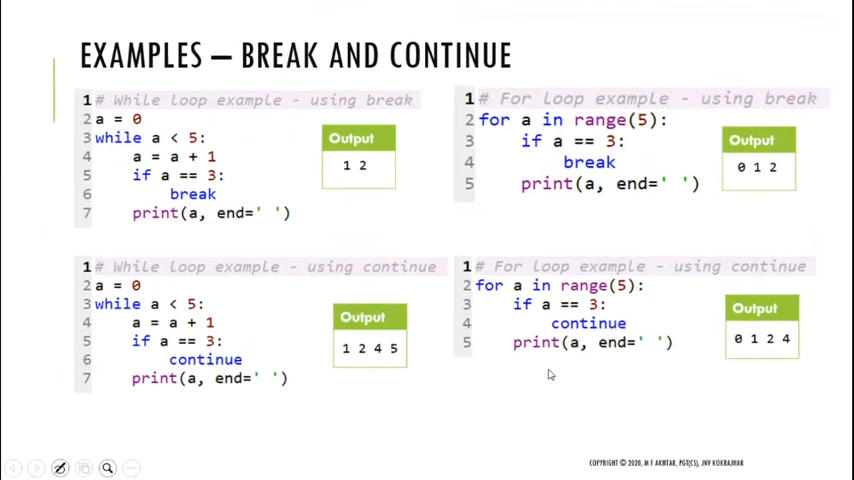 EXAMPLES – BREAK AND CONTINUE
1 # While loop example - using break
2 a = 0
3 while a < 5:
4     a = a + 1
5     if a == 3:
6         break
7     print(a, end=' ')
Output
1 2
1 # For loop example - using break
2 for a in range(5):
3     if a == 3:
4         break
5     print(a, end=' ')
Output
0 1 2
1 # While loop example - using continue
2 a = 0
3 while a < 5:
4     a = a + 1
5     if a == 3:
6         continue
7     print(a, end=' ')
Output
1 2 4 5
1 # For loop example - using continue
2 for a in range(5):
3     if a == 3:
4         continue
5     print(a, end=' ')
Output
0 1 2 4
COPYRIGHT © 2020, M F AKHTAR, PGT(CS), JNV KOKRAJHAR